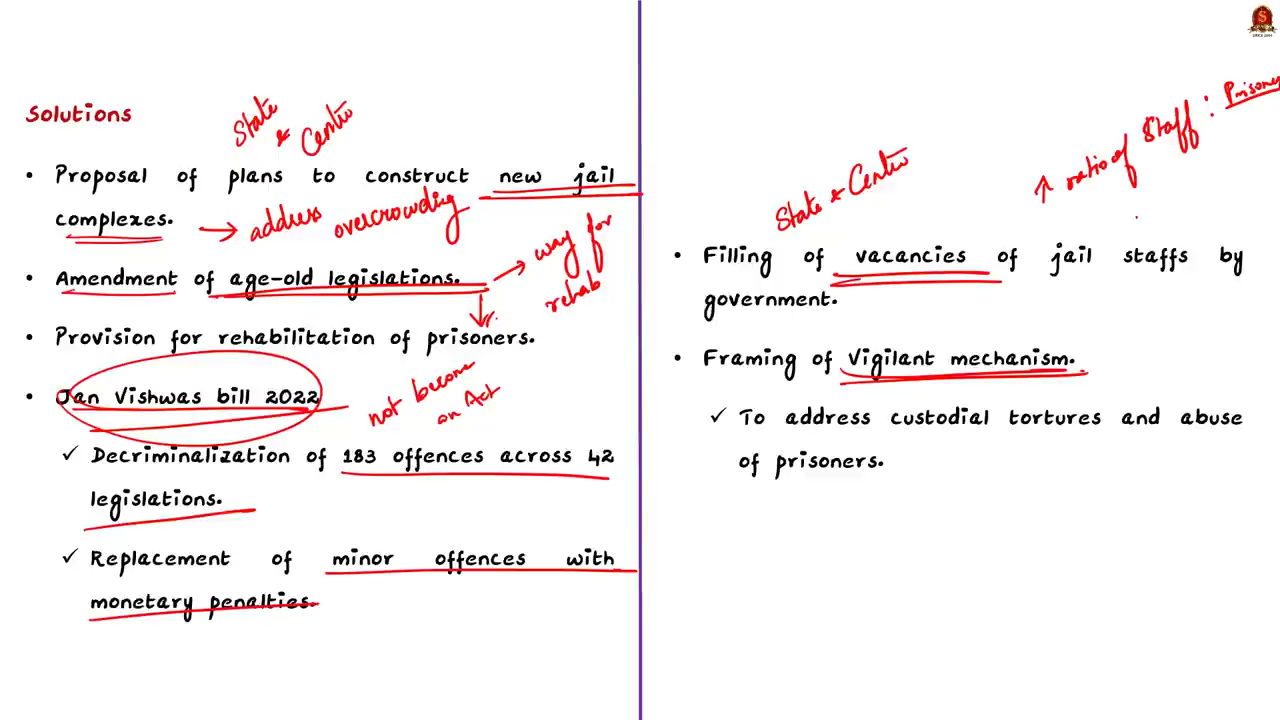 Solutions
State
& Centre
• Proposal of plans to construct new jail
complexes. → address overcrowding
• Amendment of age-old legislations. → way for
rehab
• Provision for rehabilitation of prisoners.
• Jan Vishwas bill 2022
not become
an Act
✓ Decriminalization of 183 offences across 42
legislations.
✓ Replacement of minor offences with
monetary penalties.
↑ ratio of Staff : Prisoner
State & Centre
• Filling of vacancies of jail staffs by
government.
• Framing of Vigilant mechanism.
✓ To address custodial tortures and abuse
of prisoners.